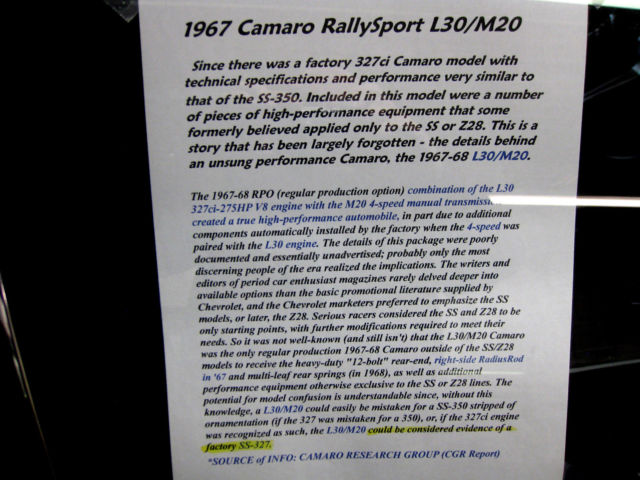 1967 Camaro RallySport L30/M20
Since there was a factory 327ci Camaro model with
technical specifications and performance very similar to
that of the SS-350. Included in this model were a number
of pieces of high-performance equipment that some
formerly believed applied only to the SS or Z28. This is a
story that has been largely forgotten - the details behind
an unsung performance Camaro, the 1967-68 L30/M20.
The 1967-68 RPO (regular production option) combination of the L30
327ci-275HP V8 engine with the M20 4-speed manual transmission
created a true high-performance automobile, in part due to additional
components automatically installed by the factory when the 4-speed was
paired with the L30 engine. The details of this package were poorly
documented and essentially unadvertised; probably only the most
discerning people of the era realized the implications. The writers and
editors of period car enthusiast magazines rarely delved deeper into
available options than the basic promotional literature supplied by
Chevrolet, and the Chevrolet marketers preferred to emphasize the SS
models, or later, the Z28. Serious racers considered the SS and Z28 to be
only starting points, with further modifications required to meet their
needs. So it was not well-known (and still isn't) that the L30/M20 Camaro
was the only regular production 1967-68 Camaro outside of the SS/Z28
models to receive the heavy-duty "12-bolt" rear-end, right-side RadiusRod
in '67 and multi-leaf rear springs (in 1968), as well as additional
performance equipment otherwise exclusive to the SS or Z28 lines. The
potential for model confusion is understandable since, without this
knowledge, a L30/M20 could easily be mistaken for a SS-350 stripped of
ornamentation (if the 327 was mistaken for a 350), or, if the 327ci engine
was recognized as such, the L30/M20 could be considered evidence of a
factory SS-327.
*SOURCE of INFO: CAMARO RESEARCH GROUP (CGR Report)